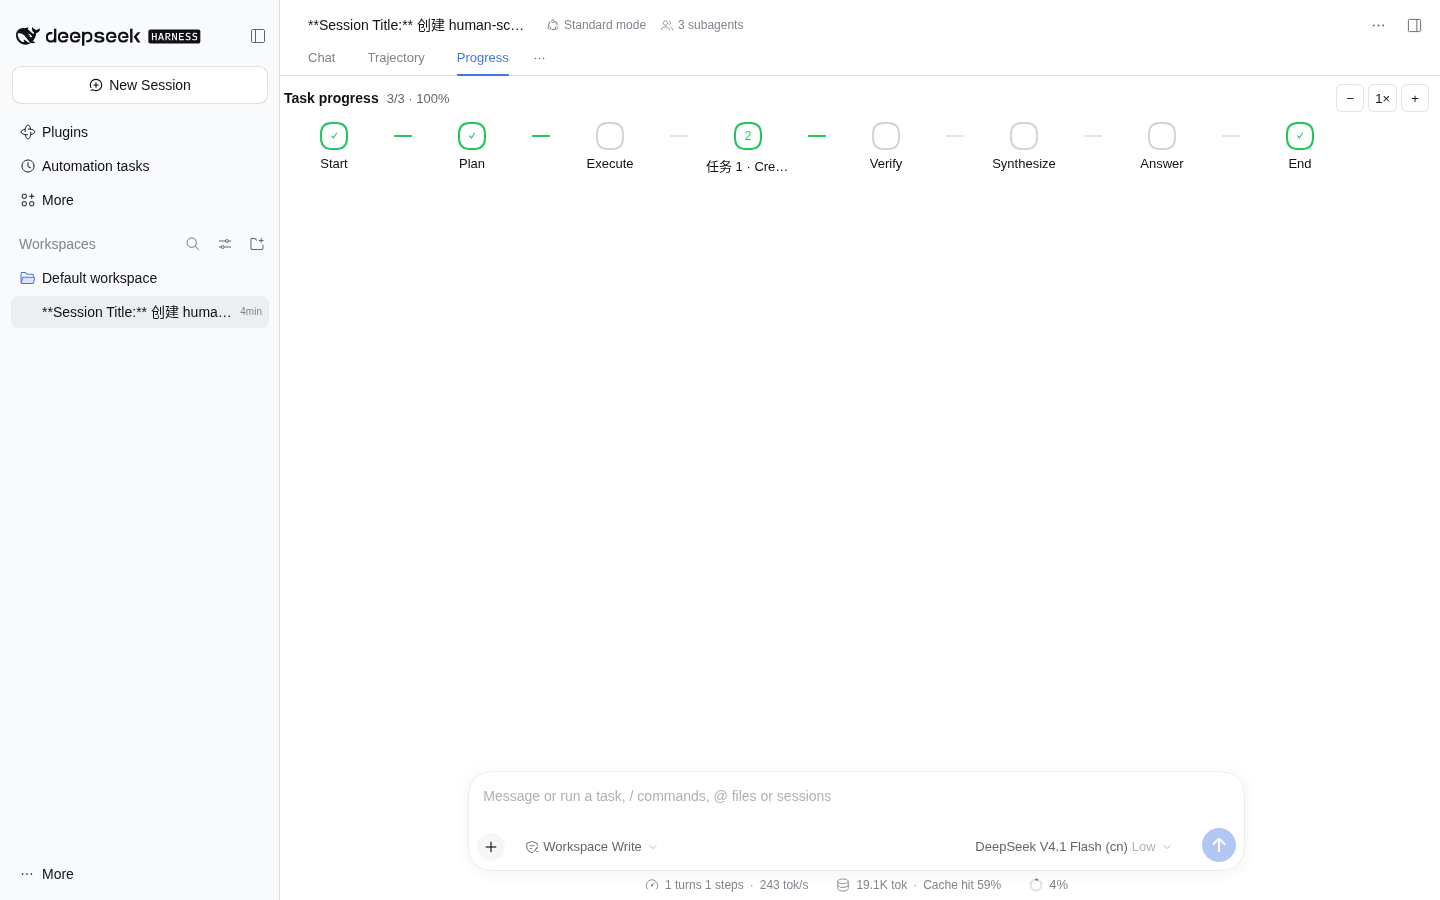 deepseek HARNESS
New Session
Plugins
Automation tasks
More
Workspaces
Default workspace
**Session Title:** 创建 huma… 4min
More
**Session Title:** 创建 human-sc… Standard mode 3 subagents
Chat Trajectory Progress
Task progress 3/3 · 100% − 1× +
2
Start Plan Execute 任务 1 · Cre… Verify Synthesize Answer End
Message or run a task, / commands, @ files or sessions
Workspace Write DeepSeek V4.1 Flash (cn) Low
1 turns 1 steps · 243 tok/s 19.1K tok · Cache hit 59% 4%